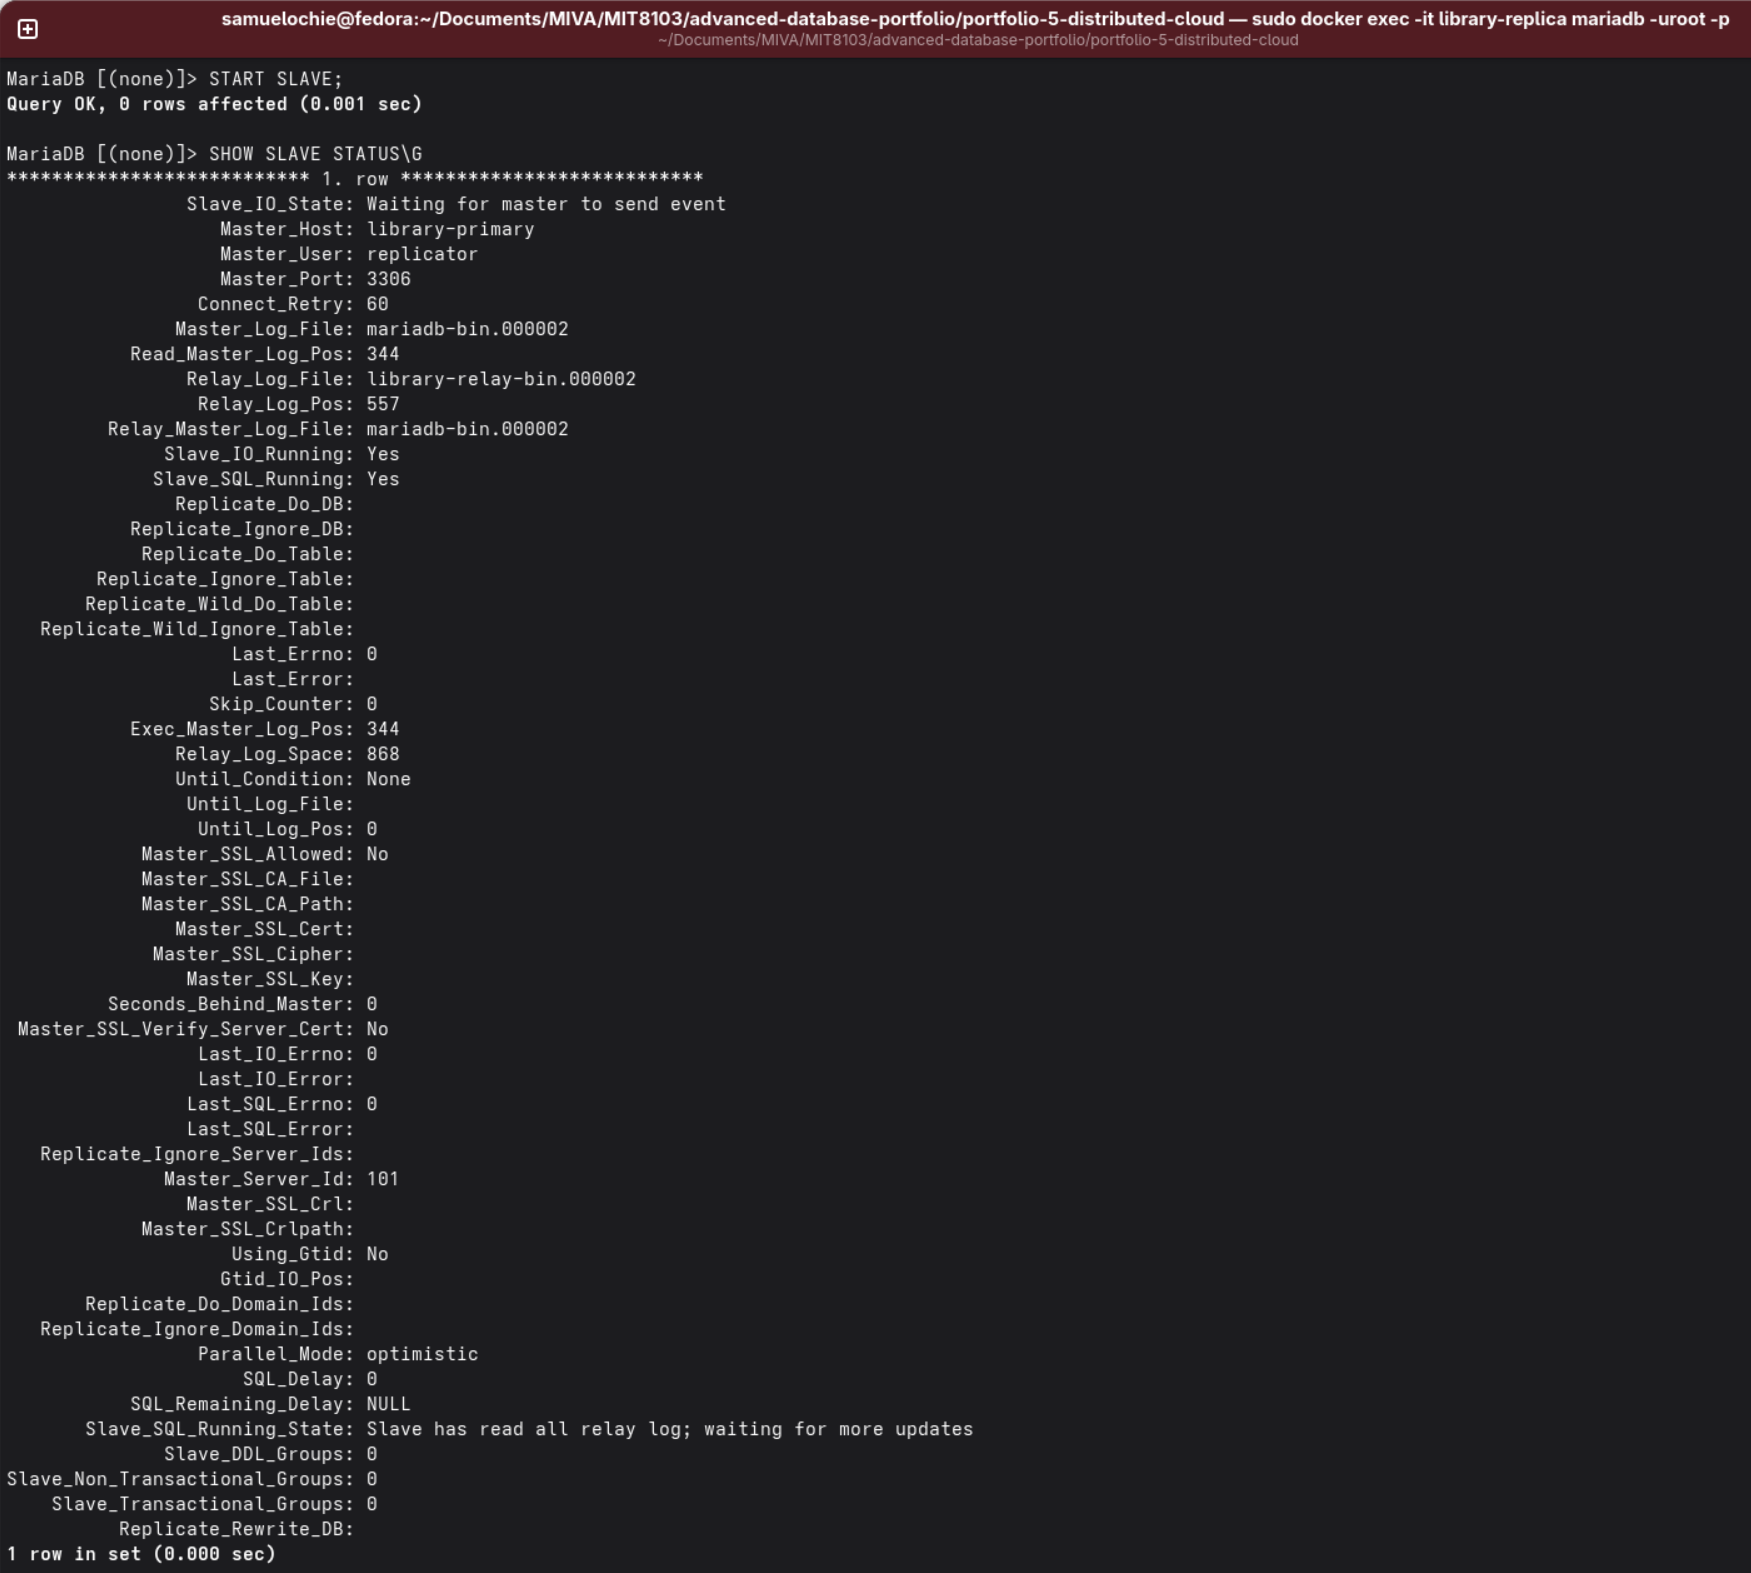 samuelochie@fedora:~/Documents/MIVA/MIT8103/advanced-database-portfolio/portfolio-5-distributed-cloud — sudo docker exec -it library-replica mariadb -uroot -p
~/Documents/MIVA/MIT8103/advanced-database-portfolio/portfolio-5-distributed-cloud
MariaDB [(none)]> START SLAVE;
Query OK, 0 rows affected (0.001 sec)
MariaDB [(none)]> SHOW SLAVE STATUS\G
*************************** 1. row ***************************
Slave_IO_State: Waiting for master to send event
Master_Host: library-primary
Master_User: replicator
Master_Port: 3306
Connect_Retry: 60
Master_Log_File: mariadb-bin.000002
Read_Master_Log_Pos: 344
Relay_Log_File: library-relay-bin.000002
Relay_Log_Pos: 557
Relay_Master_Log_File: mariadb-bin.000002
Slave_IO_Running: Yes
Slave_SQL_Running: Yes
Replicate_Do_DB:
Replicate_Ignore_DB:
Replicate_Do_Table:
Replicate_Ignore_Table:
Replicate_Wild_Do_Table:
Replicate_Wild_Ignore_Table:
Last_Errno: 0
Last_Error:
Skip_Counter: 0
Exec_Master_Log_Pos: 344
Relay_Log_Space: 868
Until_Condition: None
Until_Log_File:
Until_Log_Pos: 0
Master_SSL_Allowed: No
Master_SSL_CA_File:
Master_SSL_CA_Path:
Master_SSL_Cert:
Master_SSL_Cipher:
Master_SSL_Key:
Seconds_Behind_Master: 0
Master_SSL_Verify_Server_Cert: No
Last_IO_Errno: 0
Last_IO_Error:
Last_SQL_Errno: 0
Last_SQL_Error:
Replicate_Ignore_Server_Ids:
Master_Server_Id: 101
Master_SSL_Crl:
Master_SSL_Crlpath:
Using_Gtid: No
Gtid_IO_Pos:
Replicate_Do_Domain_Ids:
Replicate_Ignore_Domain_Ids:
Parallel_Mode: optimistic
SQL_Delay: 0
SQL_Remaining_Delay: NULL
Slave_SQL_Running_State: Slave has read all relay log; waiting for more updates
Slave_DDL_Groups: 0
Slave_Non_Transactional_Groups: 0
Slave_Transactional_Groups: 0
Replicate_Rewrite_DB:
1 row in set (0.000 sec)